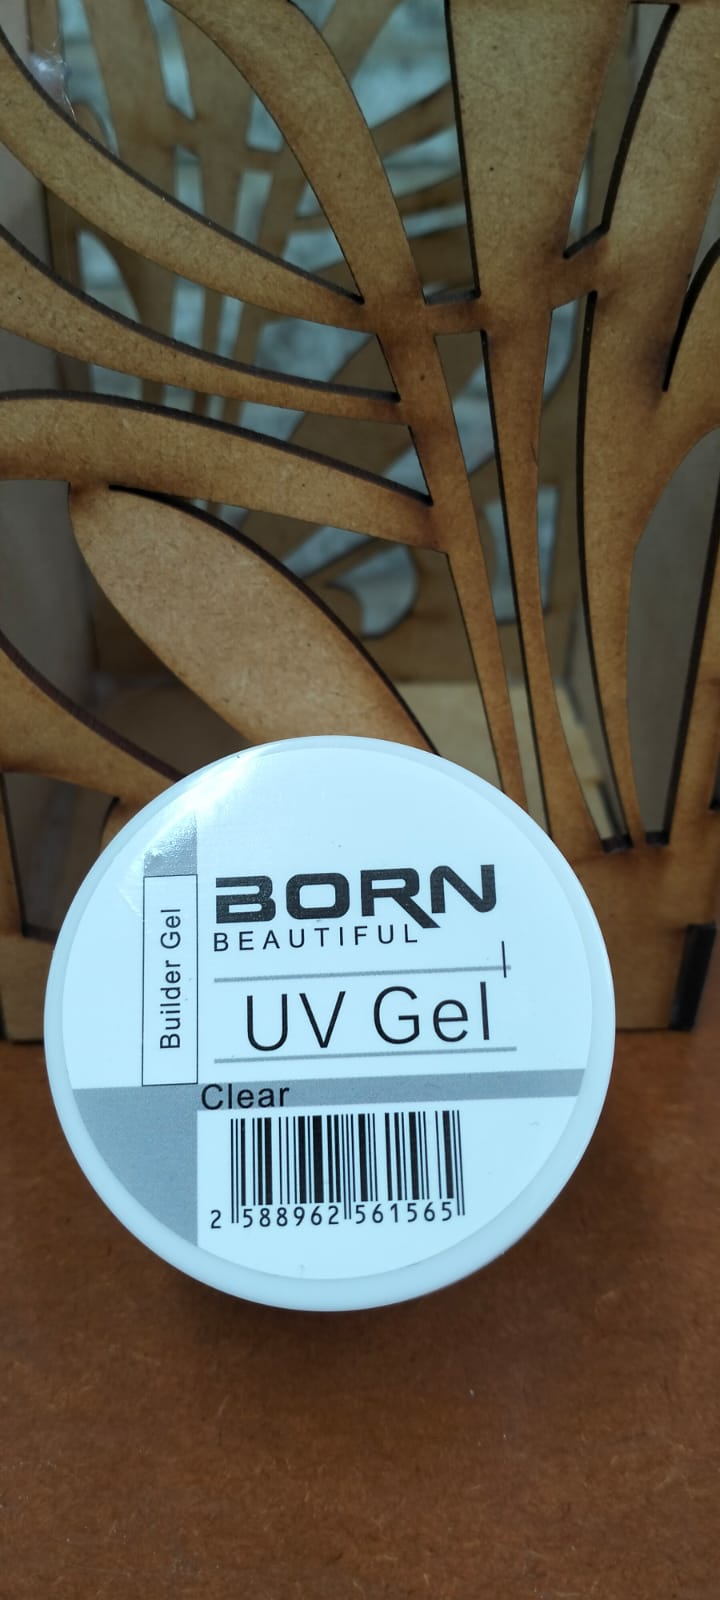 BORN
BEAUTIFUL
Builder Gel
UV Gel
Clear
2 588962 561565